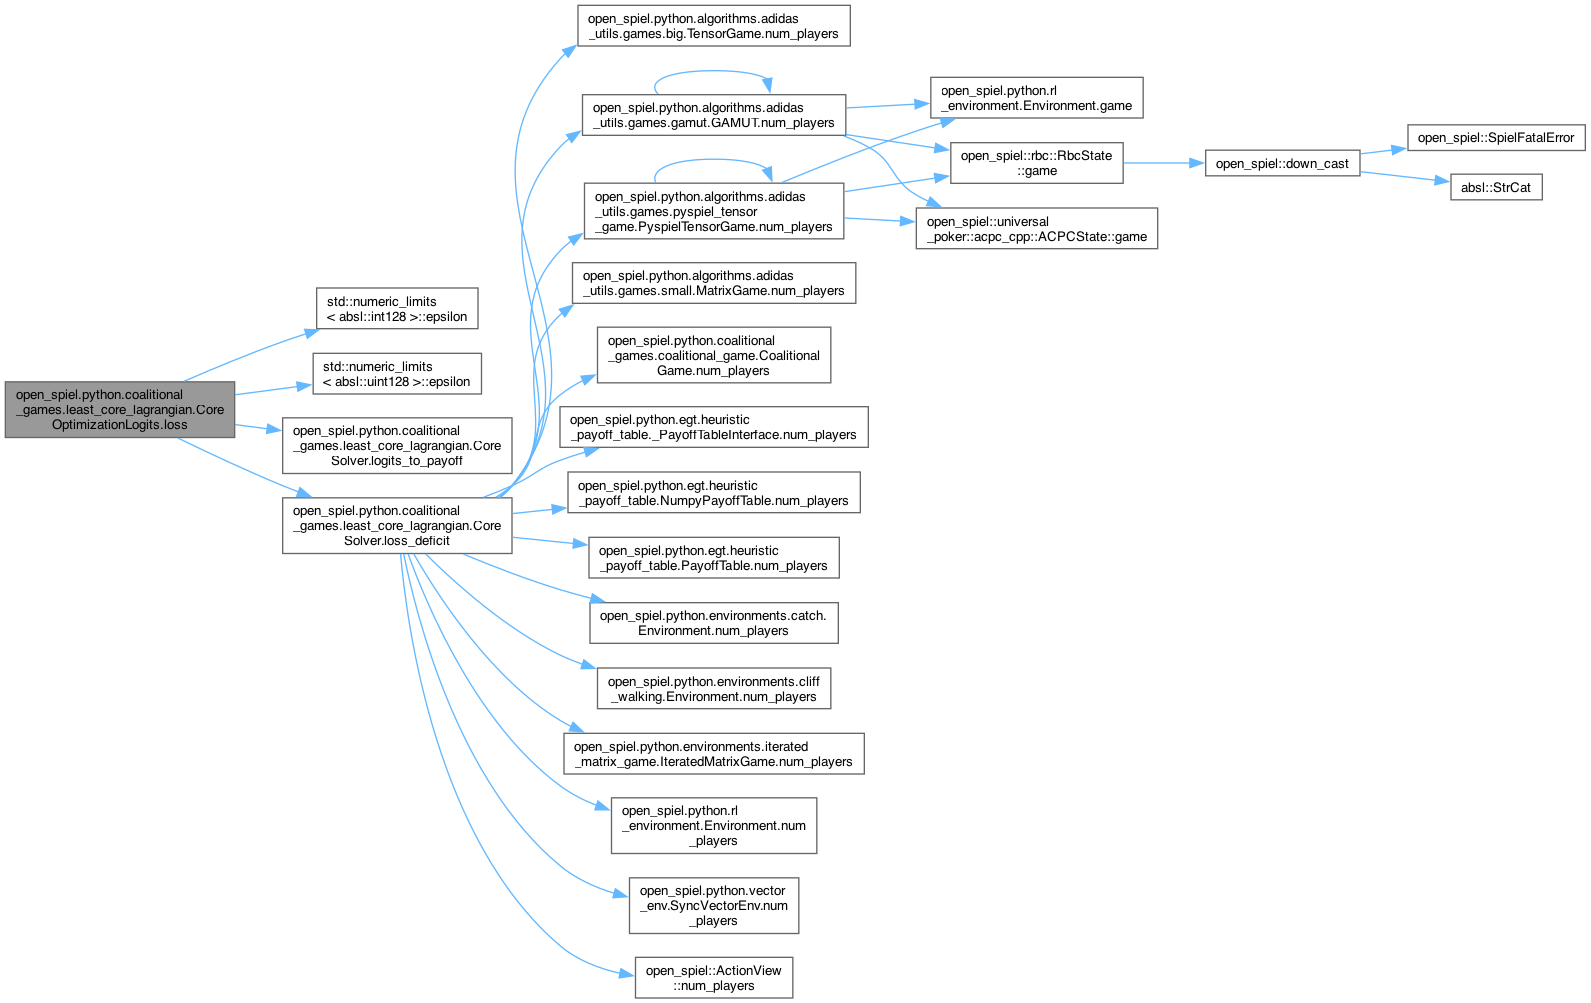 open_spiel.python.coalitional
_games.least_core_lagrangian.Core
OptimizationLogits.loss
std::numeric_limits
< absl::int128 >::epsilon
std::numeric_limits
< absl::uint128 >::epsilon
open_spiel.python.coalitional
_games.least_core_lagrangian.Core
Solver.logits_to_payoff
open_spiel.python.coalitional
_games.least_core_lagrangian.Core
Solver.loss_deficit
open_spiel.python.algorithms.adidas
_utils.games.big.TensorGame.num_players
open_spiel.python.algorithms.adidas
_utils.games.gamut.GAMUT.num_players
open_spiel.python.algorithms.adidas
_utils.games.pyspiel_tensor
_game.PyspielTensorGame.num_players
open_spiel.python.algorithms.adidas
_utils.games.small.MatrixGame.num_players
open_spiel.python.coalitional
_games.coalitional_game.Coalitional
Game.num_players
open_spiel.python.egt.heuristic
_payoff_table._PayoffTableInterface.num_players
open_spiel.python.egt.heuristic
_payoff_table.NumpyPayoffTable.num_players
open_spiel.python.egt.heuristic
_payoff_table.PayoffTable.num_players
open_spiel.python.environments.catch.
Environment.num_players
open_spiel.python.environments.cliff
_walking.Environment.num_players
open_spiel.python.environments.iterated
_matrix_game.IteratedMatrixGame.num_players
open_spiel.python.rl
_environment.Environment.num
_players
open_spiel.python.vector
_env.SyncVectorEnv.num
_players
open_spiel::ActionView
::num_players
open_spiel.python.rl
_environment.Environment.game
open_spiel::rbc::RbcState
::game
open_spiel::universal
_poker::acpc_cpp::ACPCState::game
open_spiel::down_cast
open_spiel::SpielFatalError
absl::StrCat